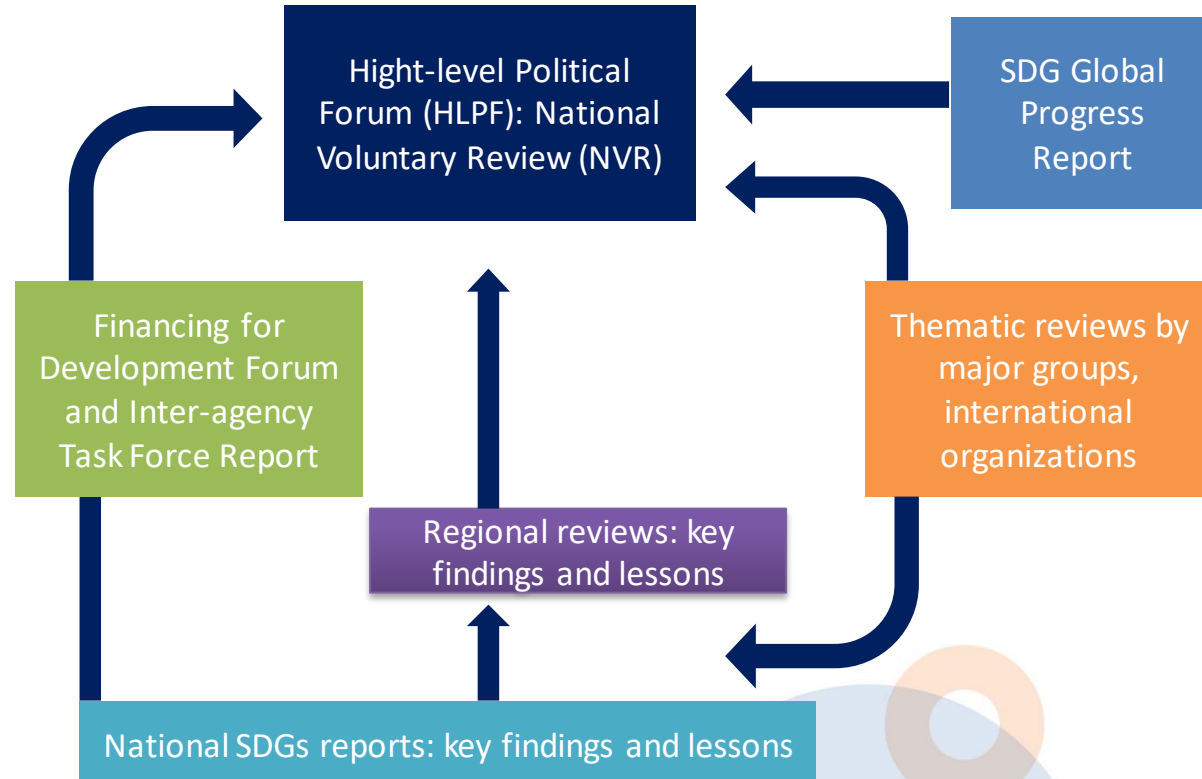 Hight-level Political
Forum (HLPF): National
Voluntary Review (NVR)
SDG Global
Progress
Report
Financing for
Development Forum
and Inter-agency
Task Force Report
Thematic reviews by
major groups,
international
organizations
Regional reviews: key
findings and lessons
National SDGs reports: key findings and lessons